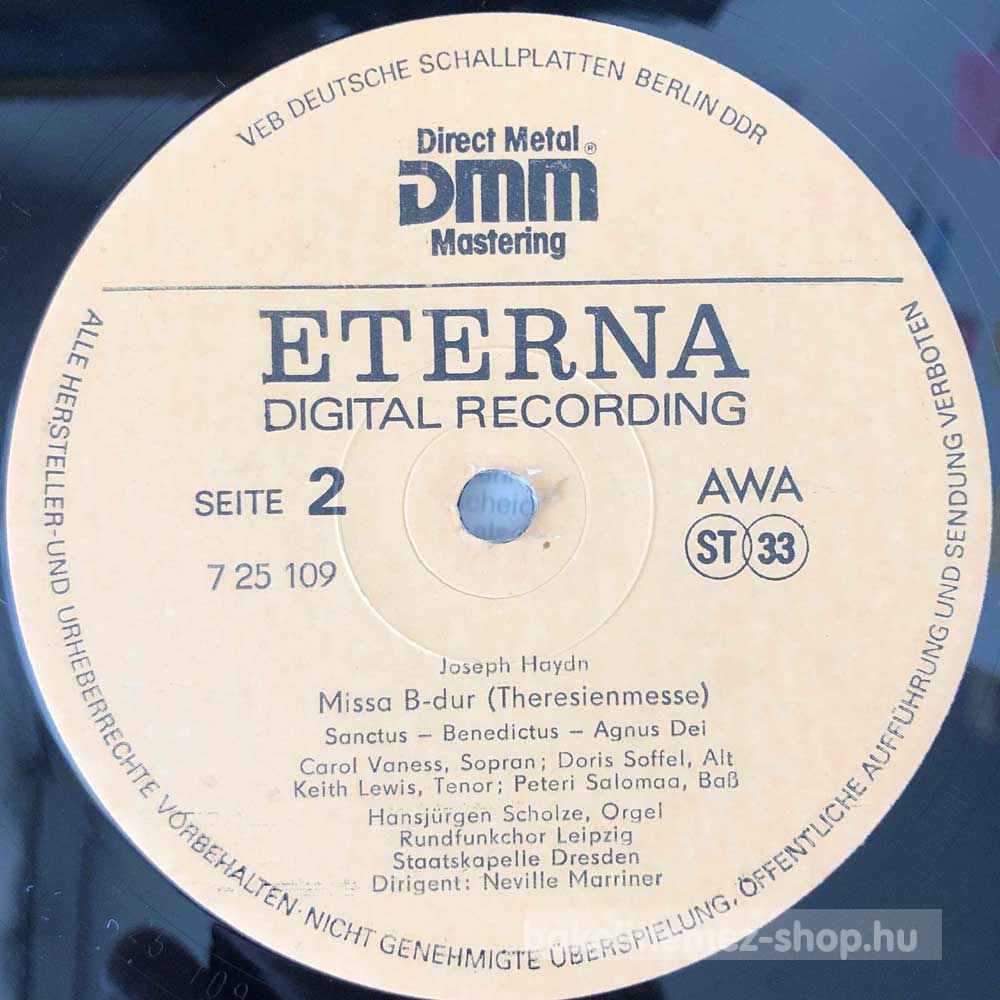 VEB DEUTSCHE SCHALLPLATTEN BERLIN DDR
Direct Metal ®
DMM
Mastering
ETERNA
DIGITAL RECORDING
SEITE 2
AWA
ST 33
7 25 109
Joseph Haydn
Missa B-dur (Theresienmesse)
Sanctus – Benedictus – Agnus Dei
Carol Vaness, Sopran; Doris Soffel, Alt
Keith Lewis, Tenor; Peteri Salomaa, Baß
Hansjürgen Scholze, Orgel
Rundfunkchor Leipzig
Staatskapelle Dresden
Dirigent: Neville Marriner
ALLE HERSTELLER-UND URHEBERRECHTE VORBEHALTEN·NICHT GENEHMIGTE ÜBERSPIELUNG, ÖFFENTLICHE AUFFÜHRUNG UND SENDUNG VERBOTEN
bakelitlemez-shop.hu